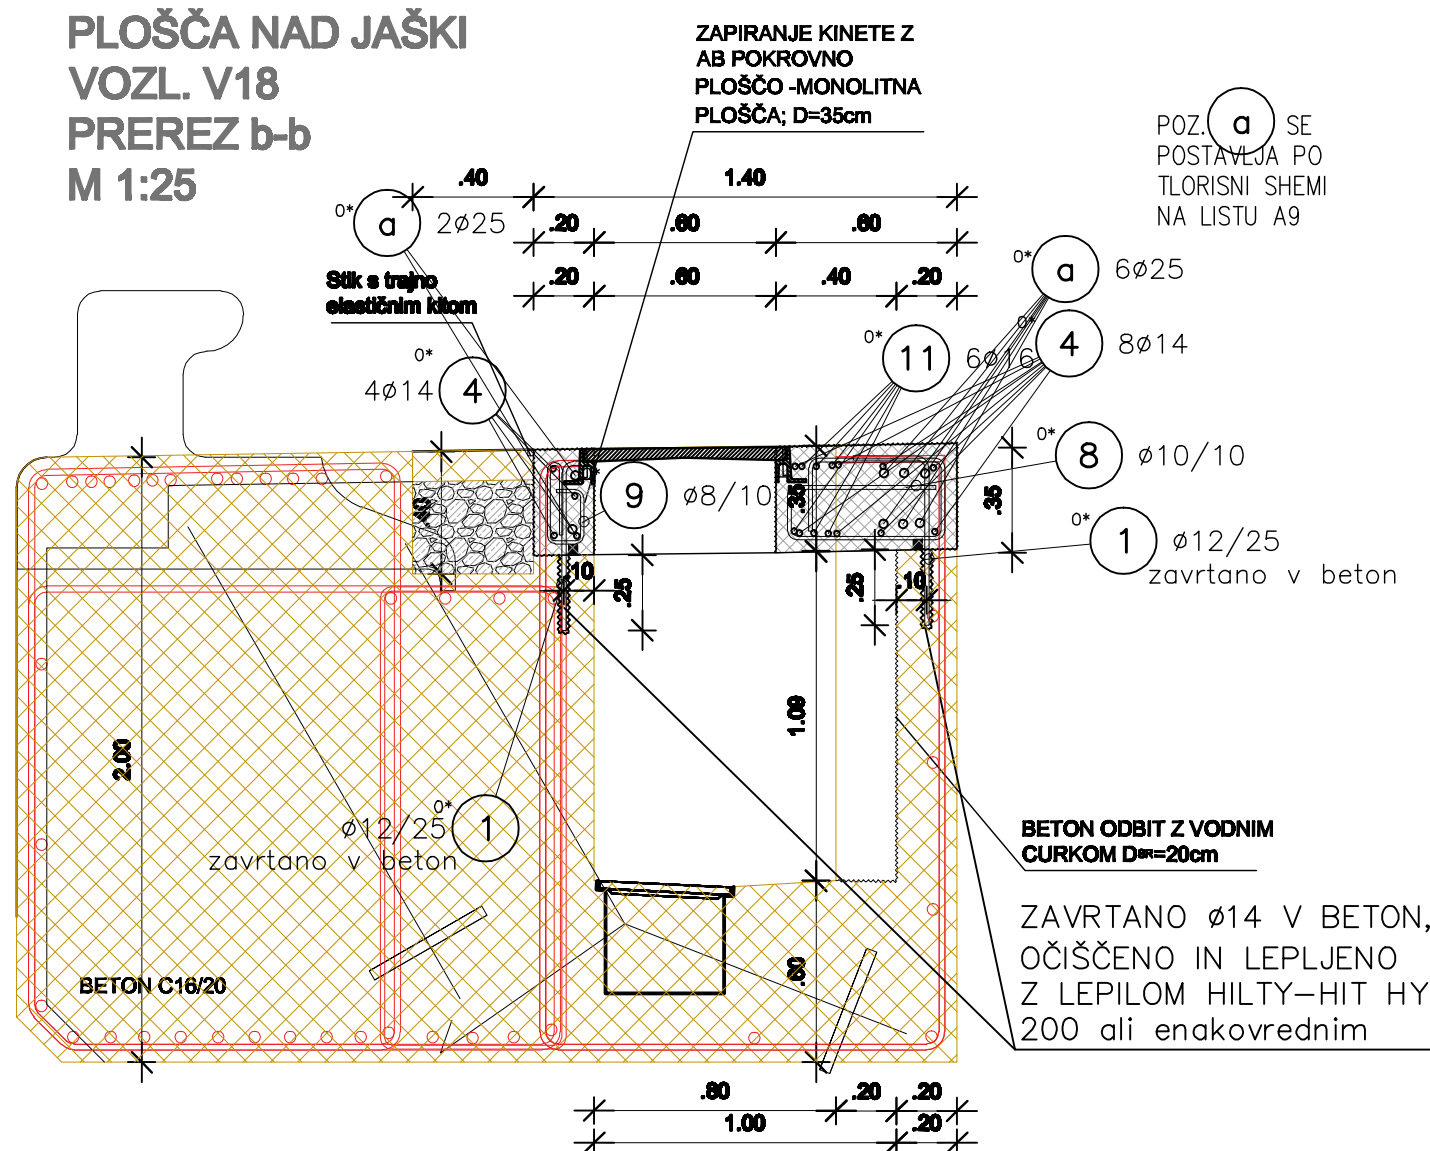 PLOŠČA NAD JAŠKI
VOZL. V18
PREREZ b-b
M 1:25
ZAPIRANJE KINETE Z
AB POKROVNO
PLOŠČO -MONOLITNA
PLOŠČA; D=35cm
POZ. a SE
POSTAVLJA PO
TLORISNI SHEMI
NA LISTU A9
.40
1.40
0* a 2ø25
.20 .60 .60
0* a 6ø25
Stik s trajno
elastičnim kitom
.20 .60 .40 .20
0* 11 6ø16
0* 4 8ø14
0*
4ø14 4
0* 8 ø10/10
* 9 ø8/10
.35
.35
.40
0* 1 ø12/25
zavrtano v beton
.10
.25
.25
.10
1.09
2.00
0*
ø12/25 1
zavrtano v beton
BETON ODBIT Z VODNIM
CURKOM DSR=20cm
ZAVRTANO ø14 V BETON,
OČIŠČENO IN LEPLJENO
Z LEPILOM HILTY-HIT HY
200 ali enakovrednim
.60
BETON C16/20
.80 .20 .20
1.00 .20